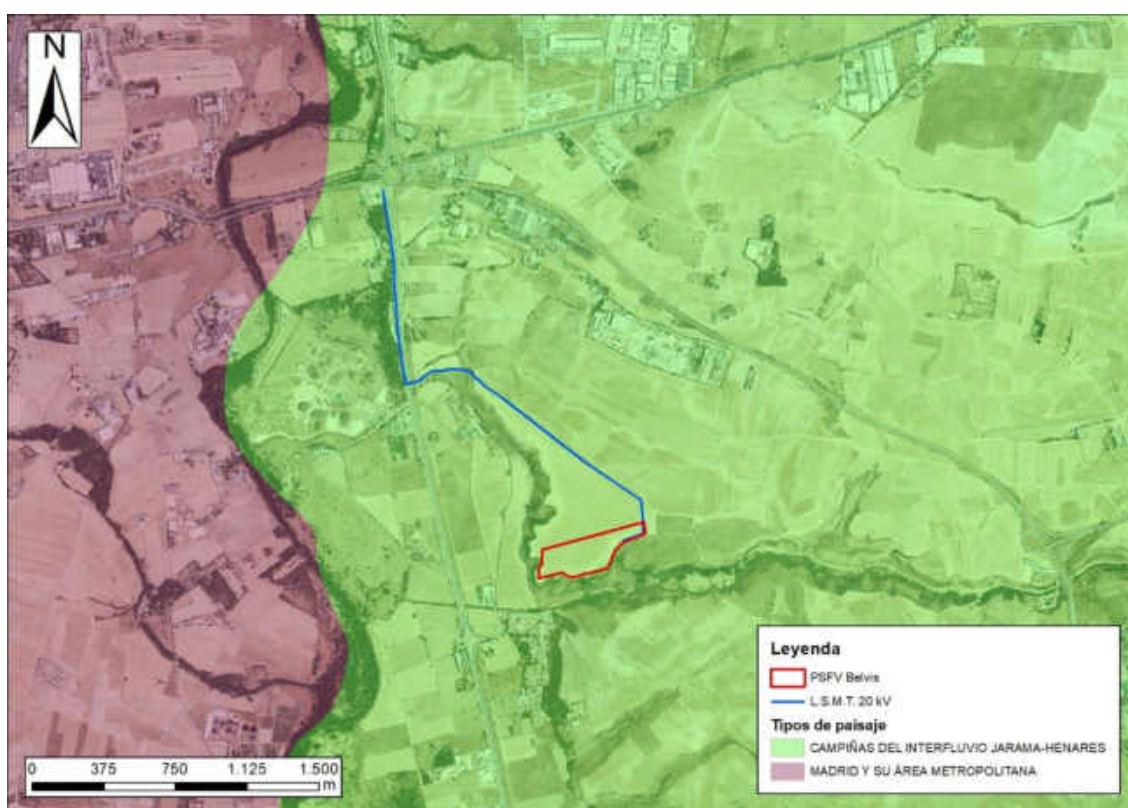 N
Leyenda
PSFV Belvis
L.S.M.T. 20 kV
Tipos de paisaje
CAMPIÑAS DEL INTERFLUVIO JARAMA-HENARES
MADRID Y SU ÁREA METROPOLITANA
0 375 750 1.125 1.500
m